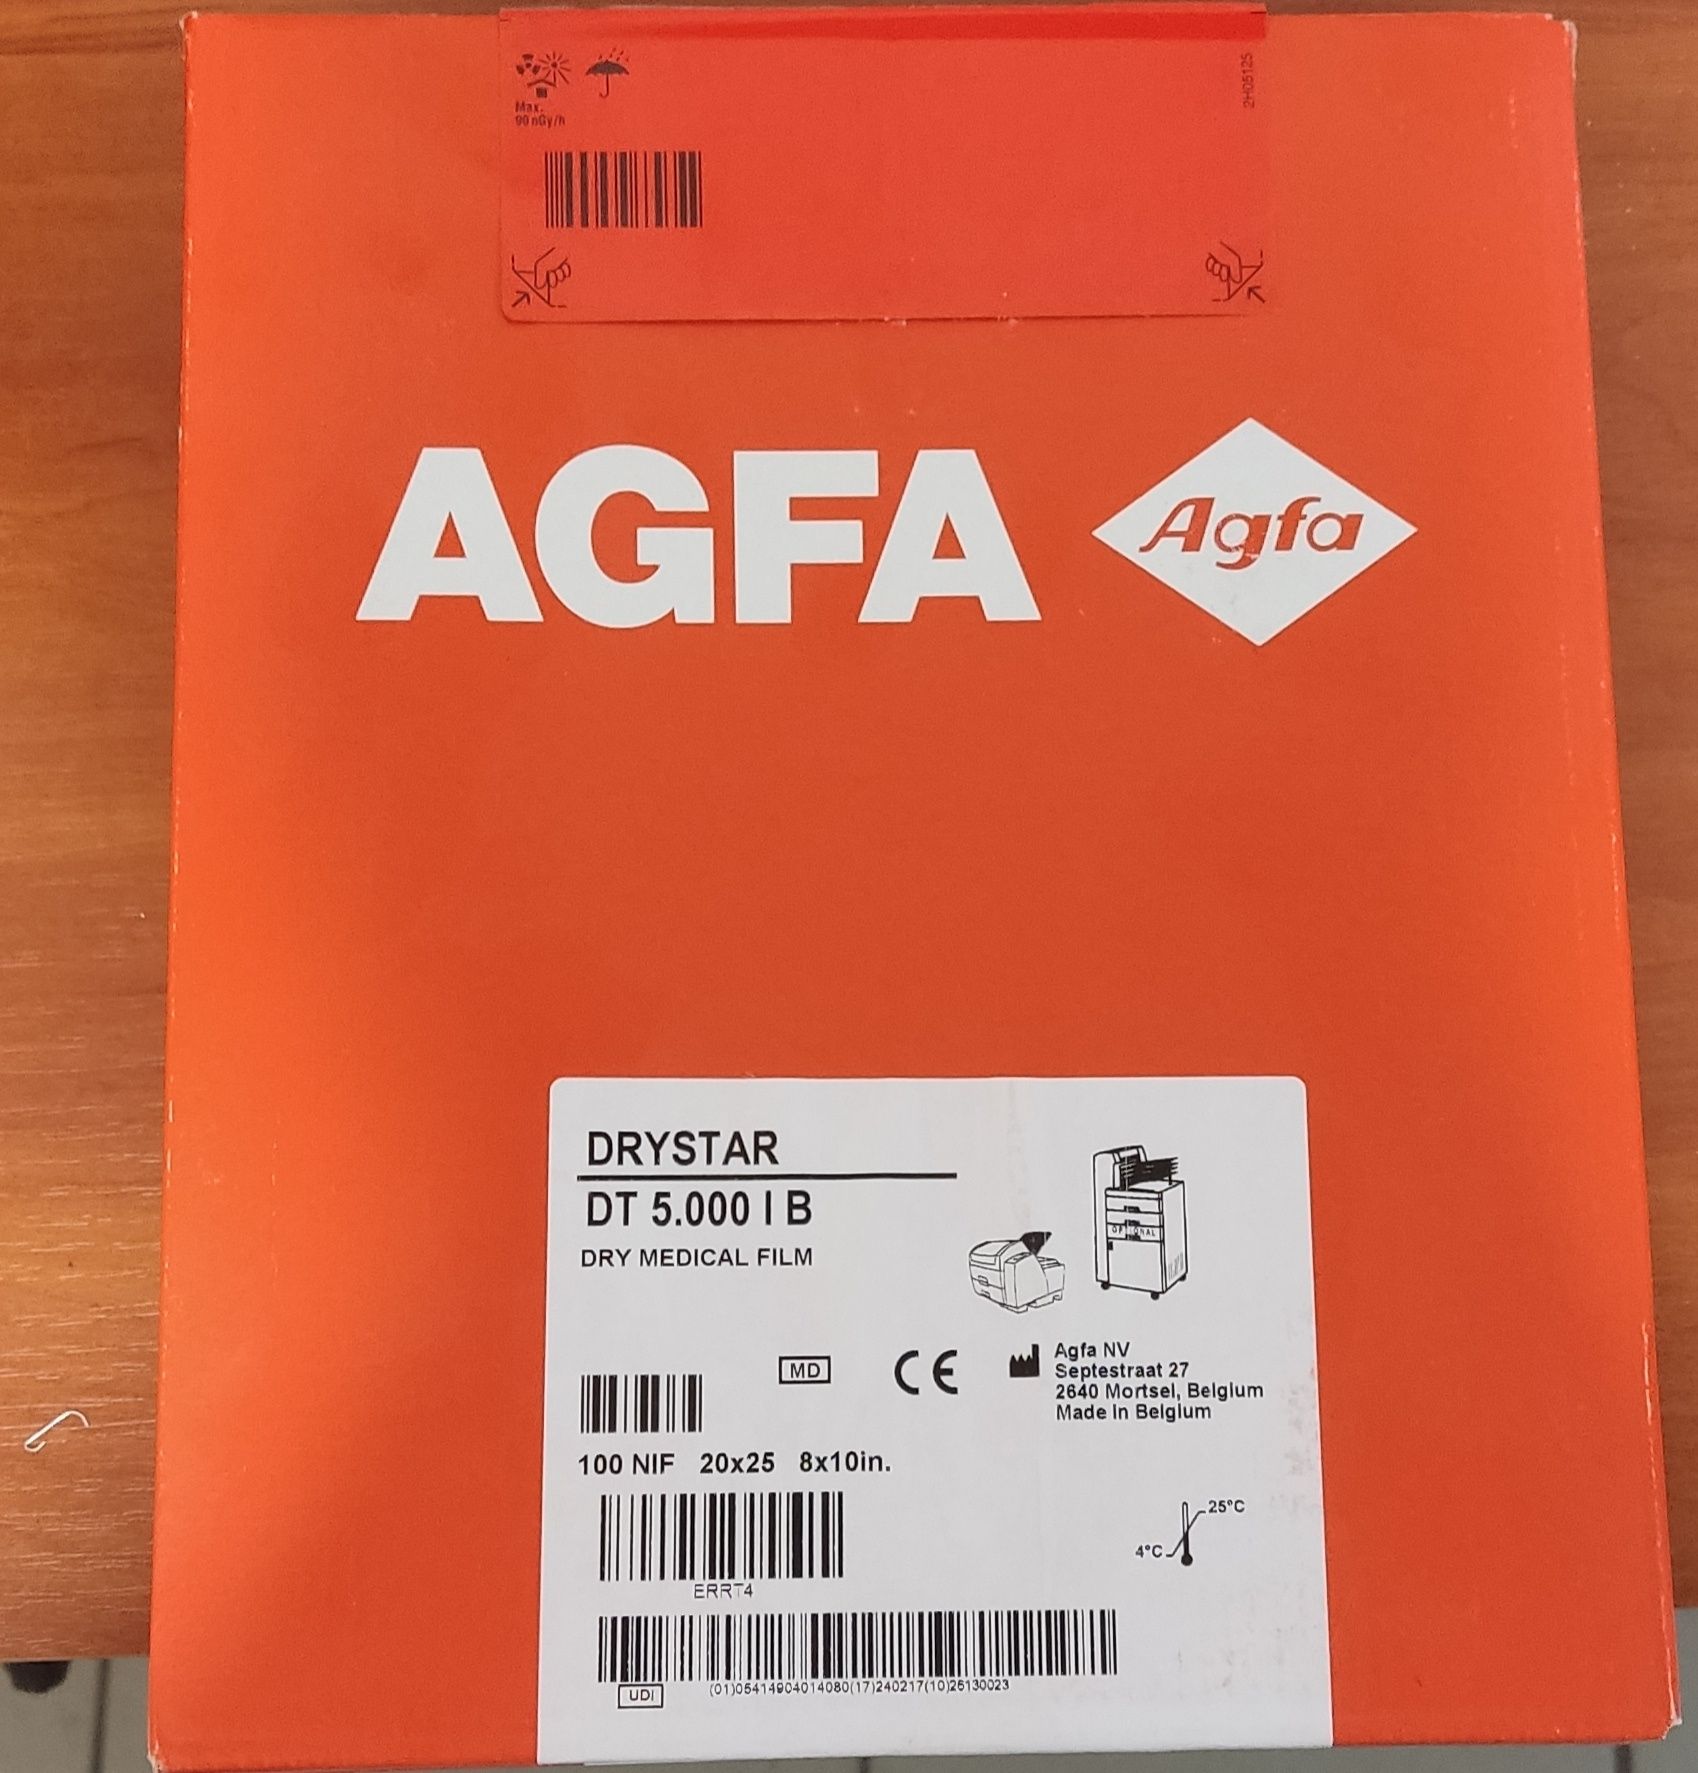 Max.
90 nGy/h
2H05125
AGFA
Agfa
DRYSTAR
DT 5.000 I B
DRY MEDICAL FILM
OPTIONAL
MD
CE
Agfa NV
Septestraat 27
2640 Mortsel, Belgium
Made in Belgium
100 NIF 20x25 8x10in.
25°C
4°C
ERRT4
UDI
(01)05414904014080(17)240217(10)25130023